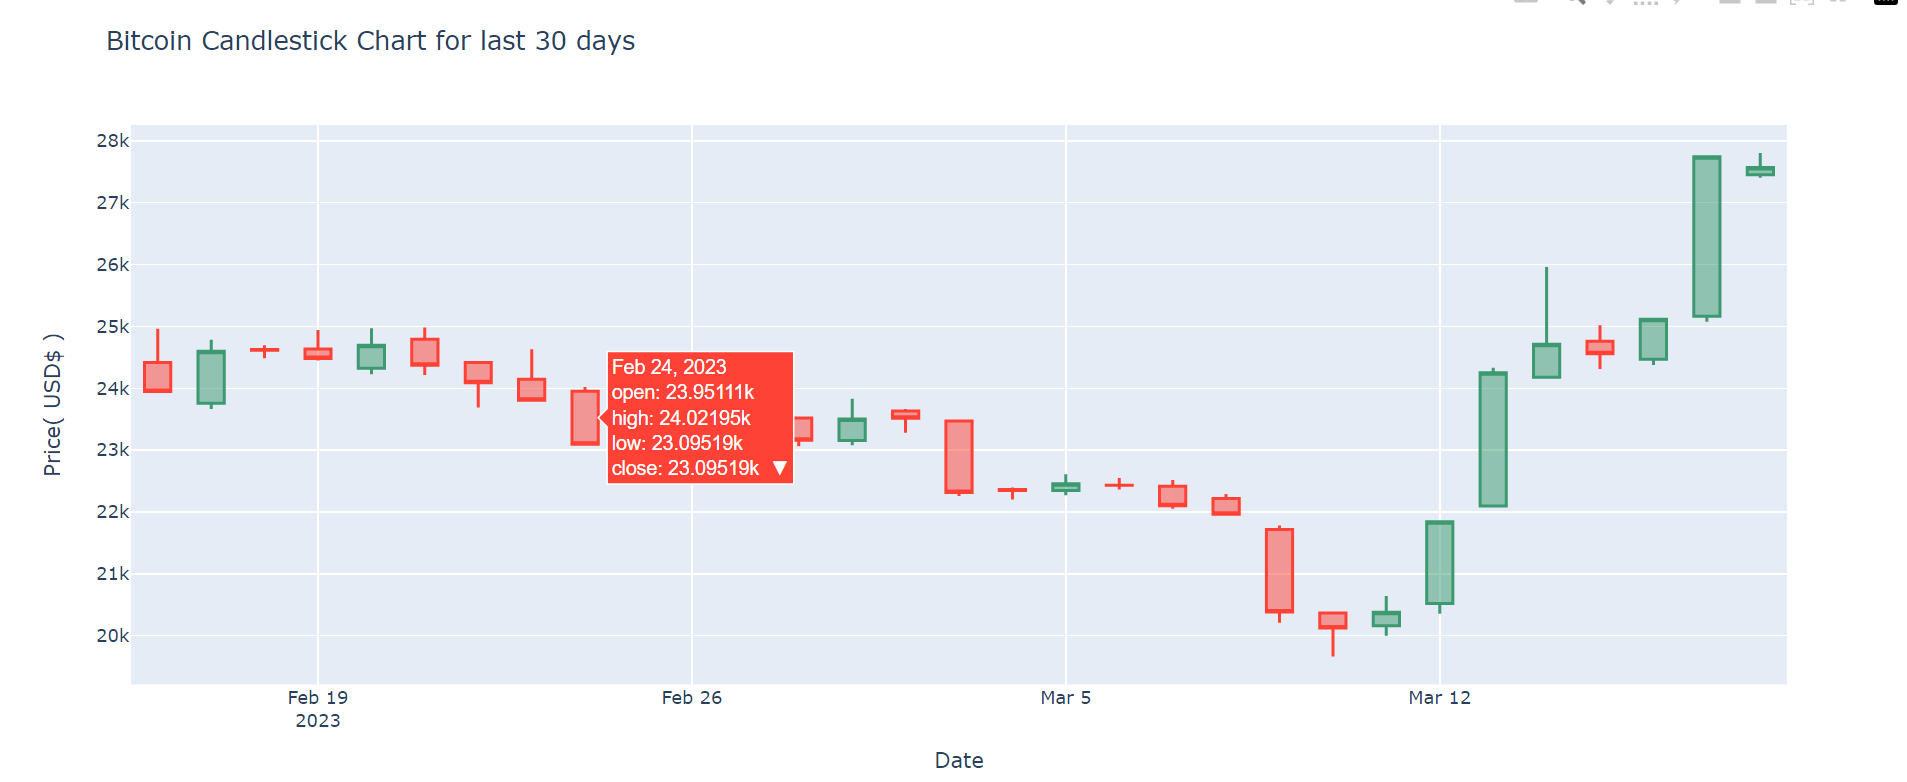 Bitcoin Candlestick Chart for last 30 days
28k
27k
26k
25k
24k
23k
22k
21k
20k
Price( USD$ )
Feb 24, 2023
open: 23.95111k
high: 24.02195k
low: 23.09519k
close: 23.09519k ▼
Feb 19
2023
Feb 26
Mar 5
Mar 12
Date